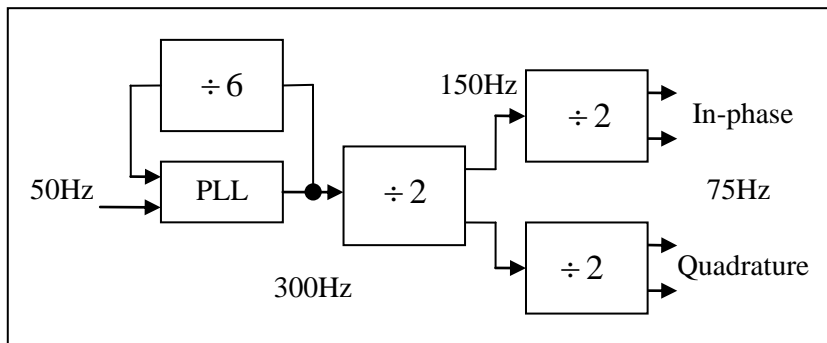 ÷ 6
150Hz
÷ 2
In-phase
50Hz
PLL
÷ 2
75Hz
÷ 2
Quadrature
300Hz